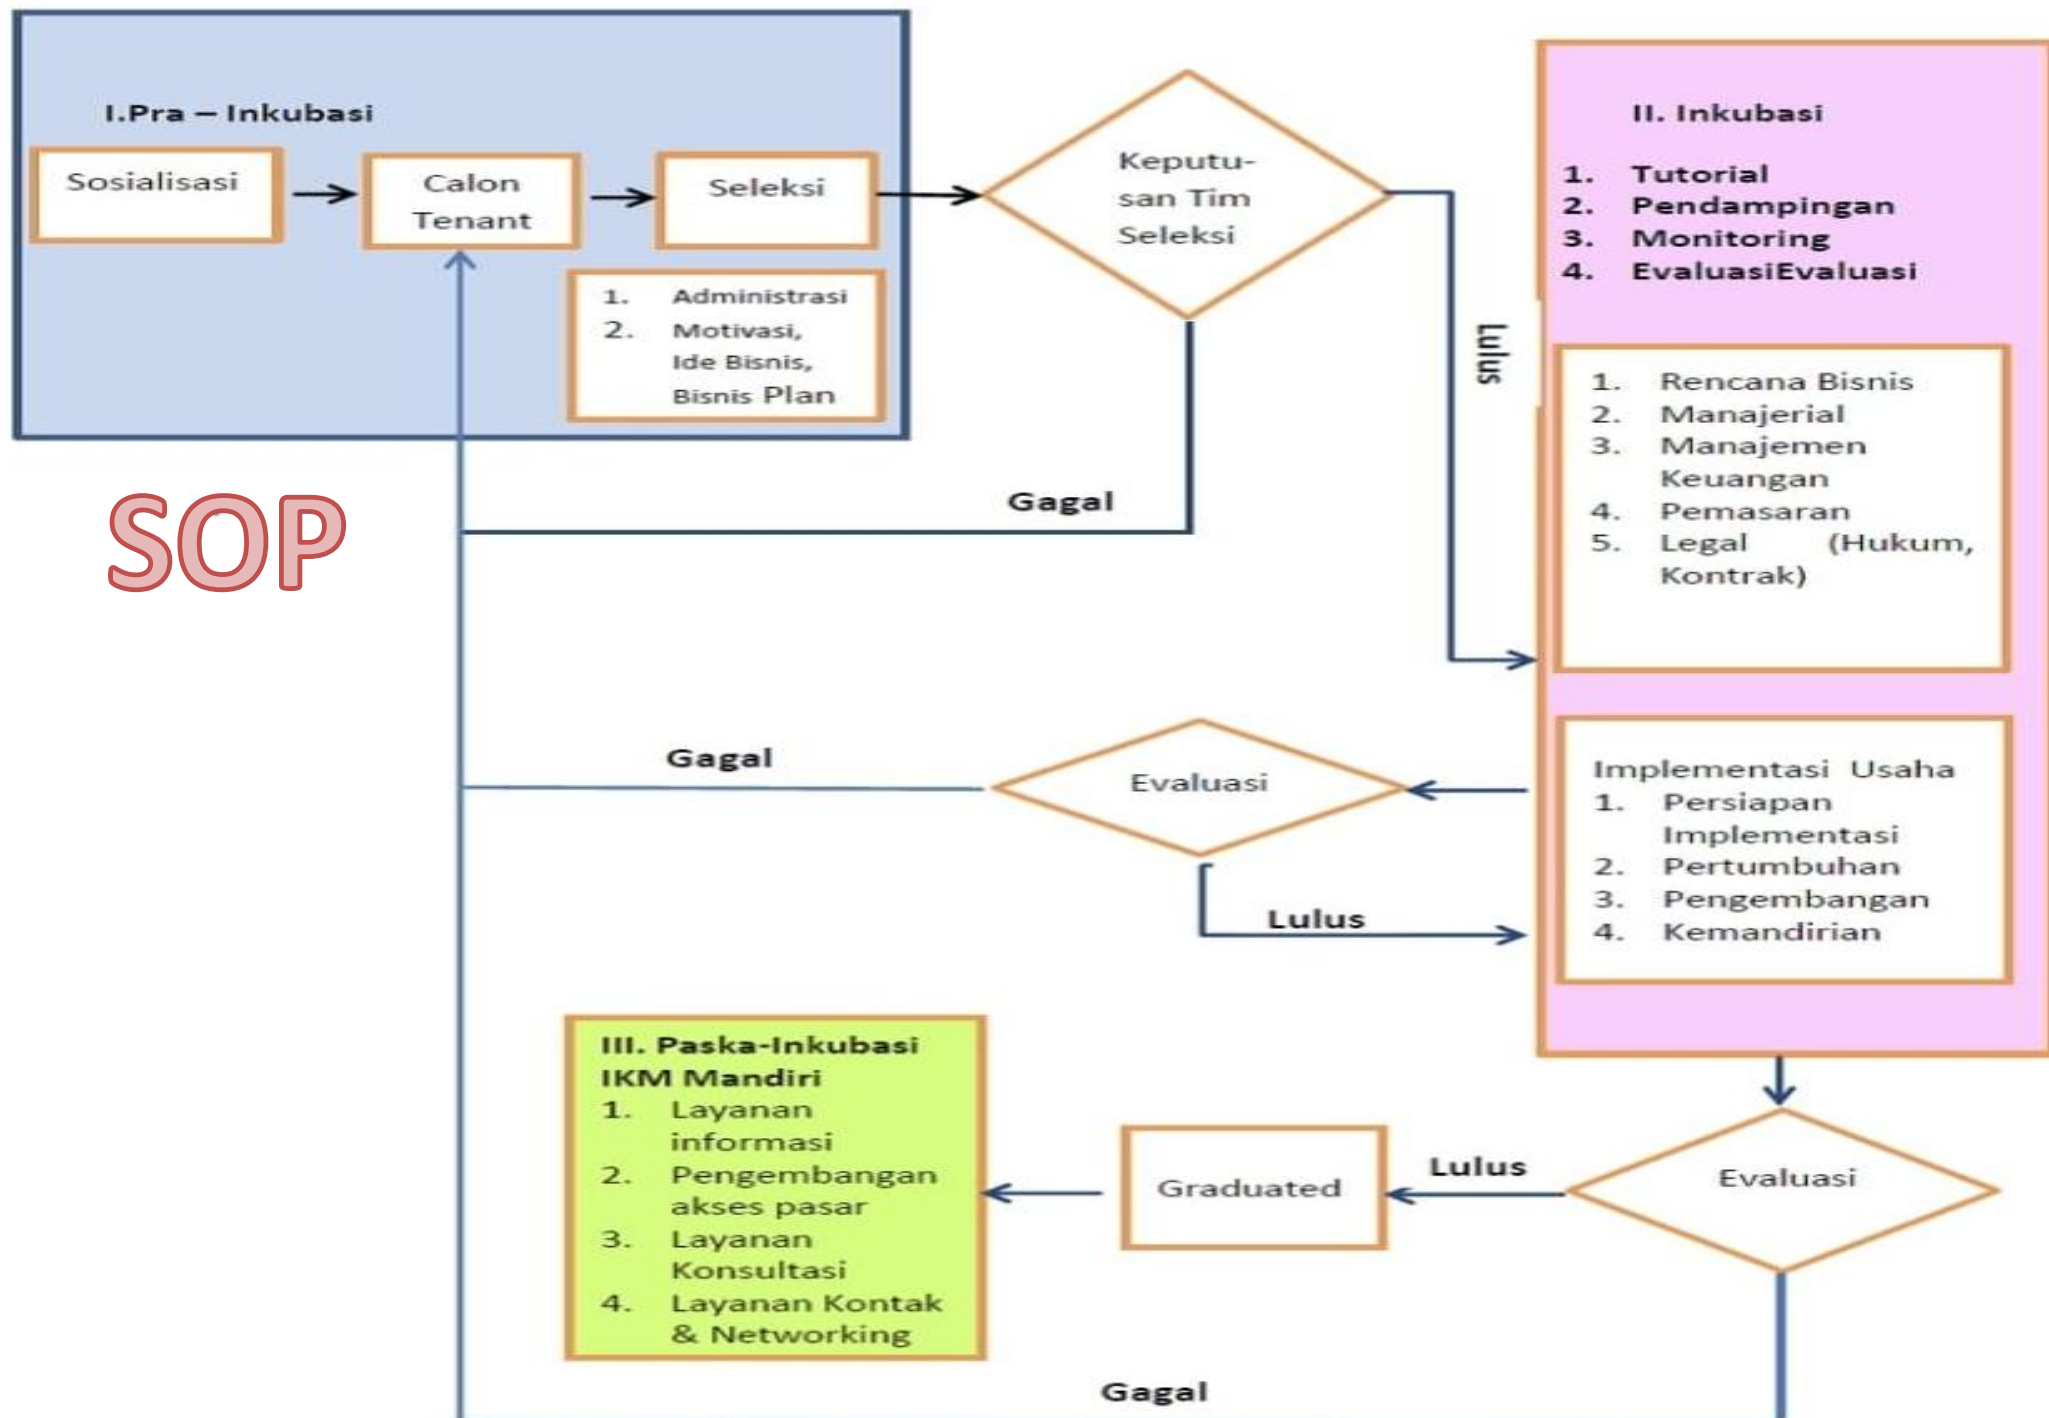 I.Pra – Inkubasi
Sosialisasi
Calon
Tenant
Seleksi
1. Administrasi
2. Motivasi,
Ide Bisnis,
Bisnis Plan
Keputu-
san Tim
Seleksi
Lulus
Gagal
SOP
II. Inkubasi
1. Tutorial
2. Pendampingan
3. Monitoring
4. EvaluasiEvaluasi
1. Rencana Bisnis
2. Manajerial
3. Manajemen
Keuangan
4. Pemasaran
5. Legal (Hukum,
Kontrak)
Implementasi Usaha
1. Persiapan
Implementasi
2. Pertumbuhan
3. Pengembangan
4. Kemandirian
Evaluasi
Gagal
Lulus
Evaluasi
Lulus
Graduated
III. Paska-Inkubasi
IKM Mandiri
1. Layanan
informasi
2. Pengembangan
akses pasar
3. Layanan
Konsultasi
4. Layanan Kontak
& Networking
Gagal